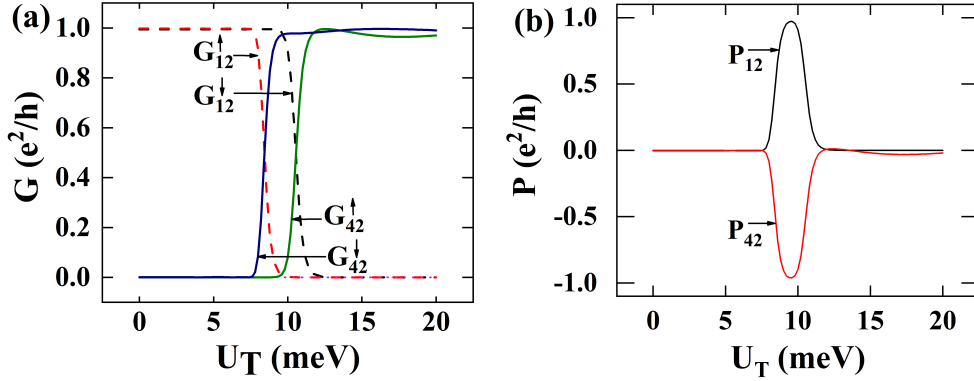 (a)
1.0
0.8
0.6
0.4
0.2
0.0
G (e²/h)
G↑12
G↓12
G↑42
G↓42
0 5 10 15 20
U_T (meV)
(b)
1.0
0.5
0.0
-0.5
-1.0
P (e²/h)
P12
P42
0 5 10 15 20
U_T (meV)